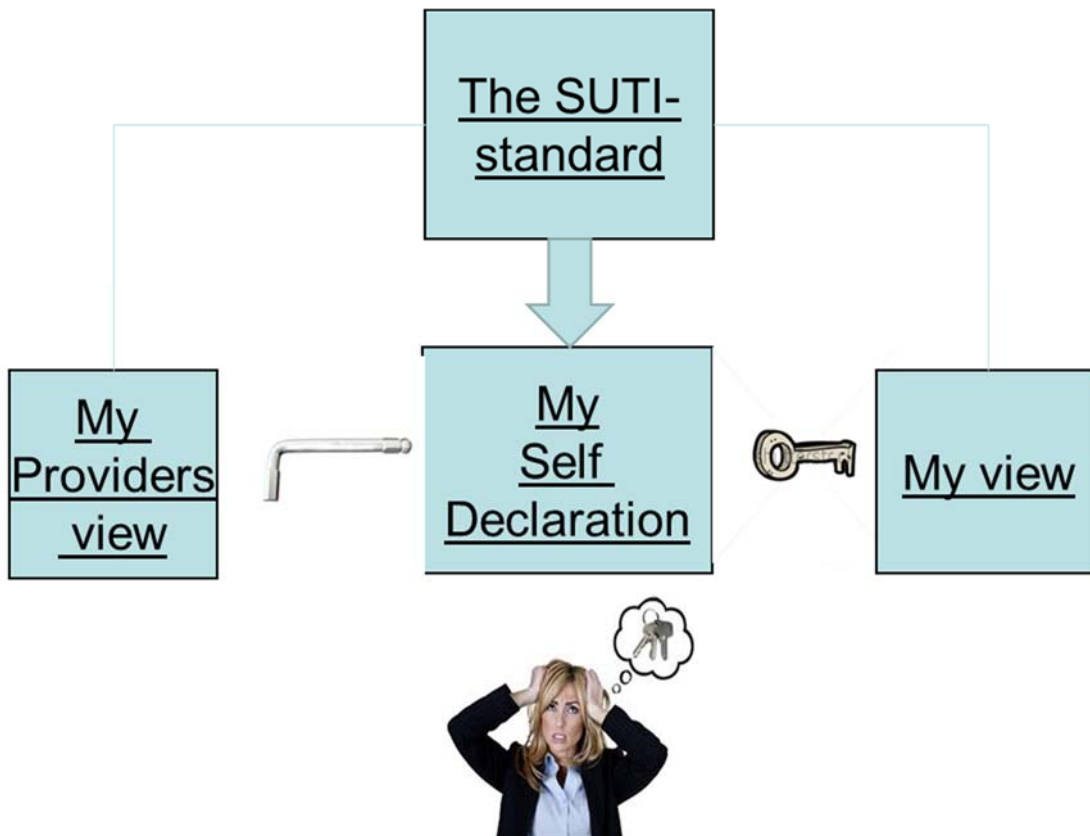 The SUTI-
standard
My
Providers
view
My
Self
Declaration
My view